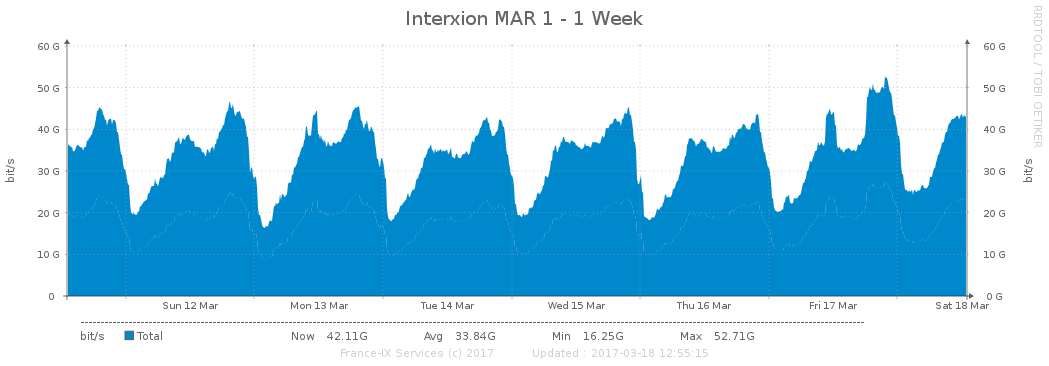 Interxion MAR 1 - 1 Week
RRDTOOL / TOBI OETIKER
60 G 60 G
50 G 50 G
40 G 40 G
30 G 30 G
20 G 20 G
10 G 10 G
0 0 G
bit/s
bit/s
Sun 12 Mar Mon 13 Mar Tue 14 Mar Wed 15 Mar Thu 16 Mar Fri 17 Mar Sat 18 Mar
bit/s Total Now 42.11G Avg 33.84G Min 16.25G Max 52.71G
France-IX Services (c) 2017 Updated : 2017-03-18 12:55:15